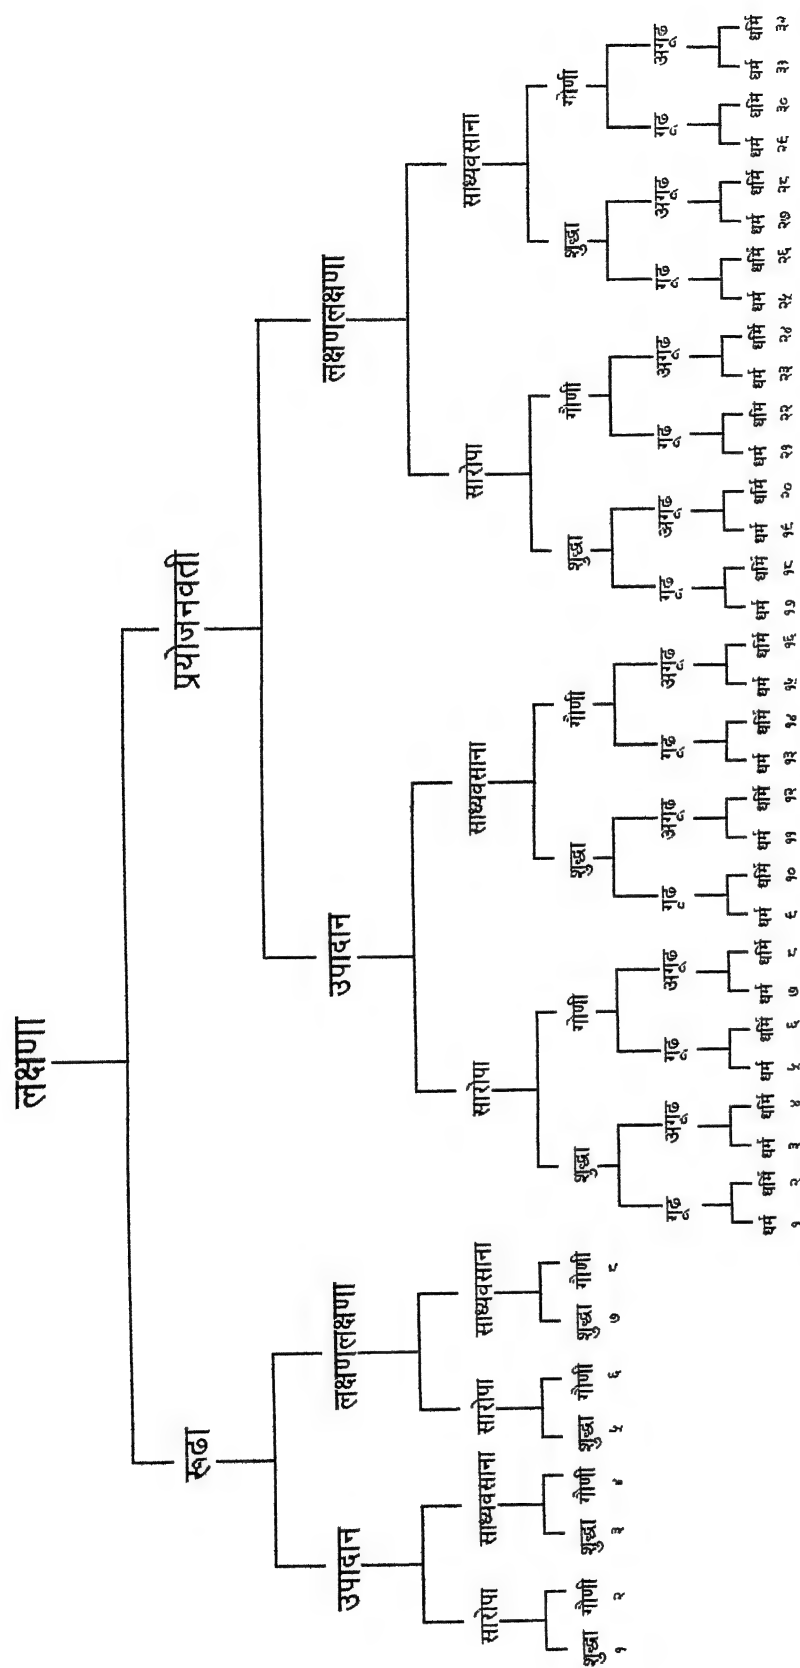 लक्षणा
रूढा प्रयोजनवती
उपादान लक्षणलक्षणा उपादान लक्षणलक्षणा
सारोपा साध्यवसाना सारोपा साध्यवसाना सारोपा साध्यवसाना सारोपा साध्यवसाना
शुद्धा गौणी शुद्धा गौणी शुद्धा गौणी शुद्धा गौणी शुद्धा गोणी शुद्धा गौणी शुद्धा गौणी शुद्धा गोणी
१ २ ३ ४ ५ ६ ७ ८
गूढ अगूढ गूढ अगूढ गूढ अगूढ गूढ अगूढ गूढ अगूढ गूढ अगूढ गूढ अगूढ गूढ अगूढ
धर्म धर्मि धर्म धर्मि धर्म धर्मि धर्म धर्मि धर्म धर्मि धर्म धर्मि धर्म धर्मि धर्म धर्मि धर्म धर्मि धर्म धर्मि धर्म धर्मि धर्म धर्मि धर्म धर्मि धर्म धर्मि धर्म धर्मि धर्म धर्मि
१ २ ३ ४ ५ ६ ७ ८ ९ १० ११ १२ १३ १४ १५ १६ १७ १८ १९ २० २१ २२ २३ २४ २५ २६ २७ २८ २९ ३० ३१ ३२